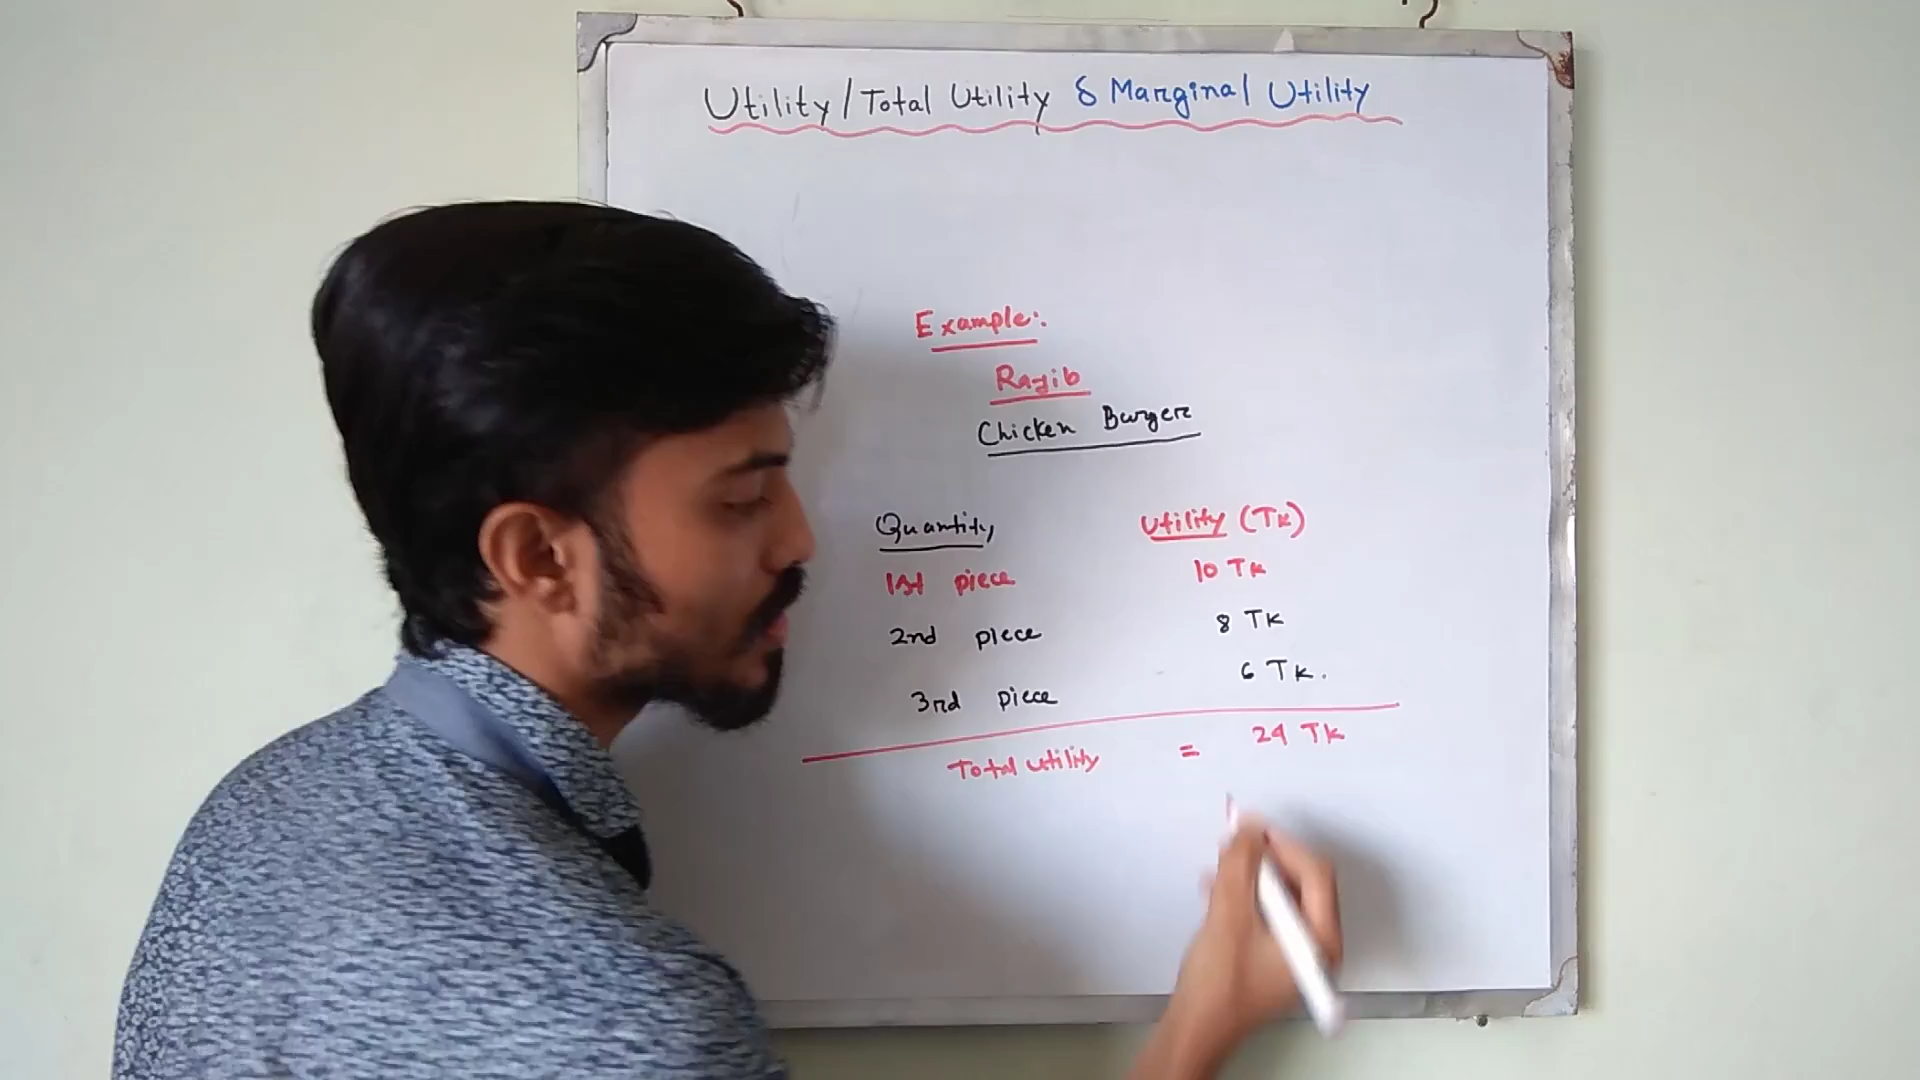 Utility / Total Utility & Marginal Utility
Example:
Rajib
Chicken Burger
Quantity Utility (Tk)
1st piece 10 Tk
2nd piece 8 Tk
3rd piece 6 Tk.
Total utility = 24 Tk